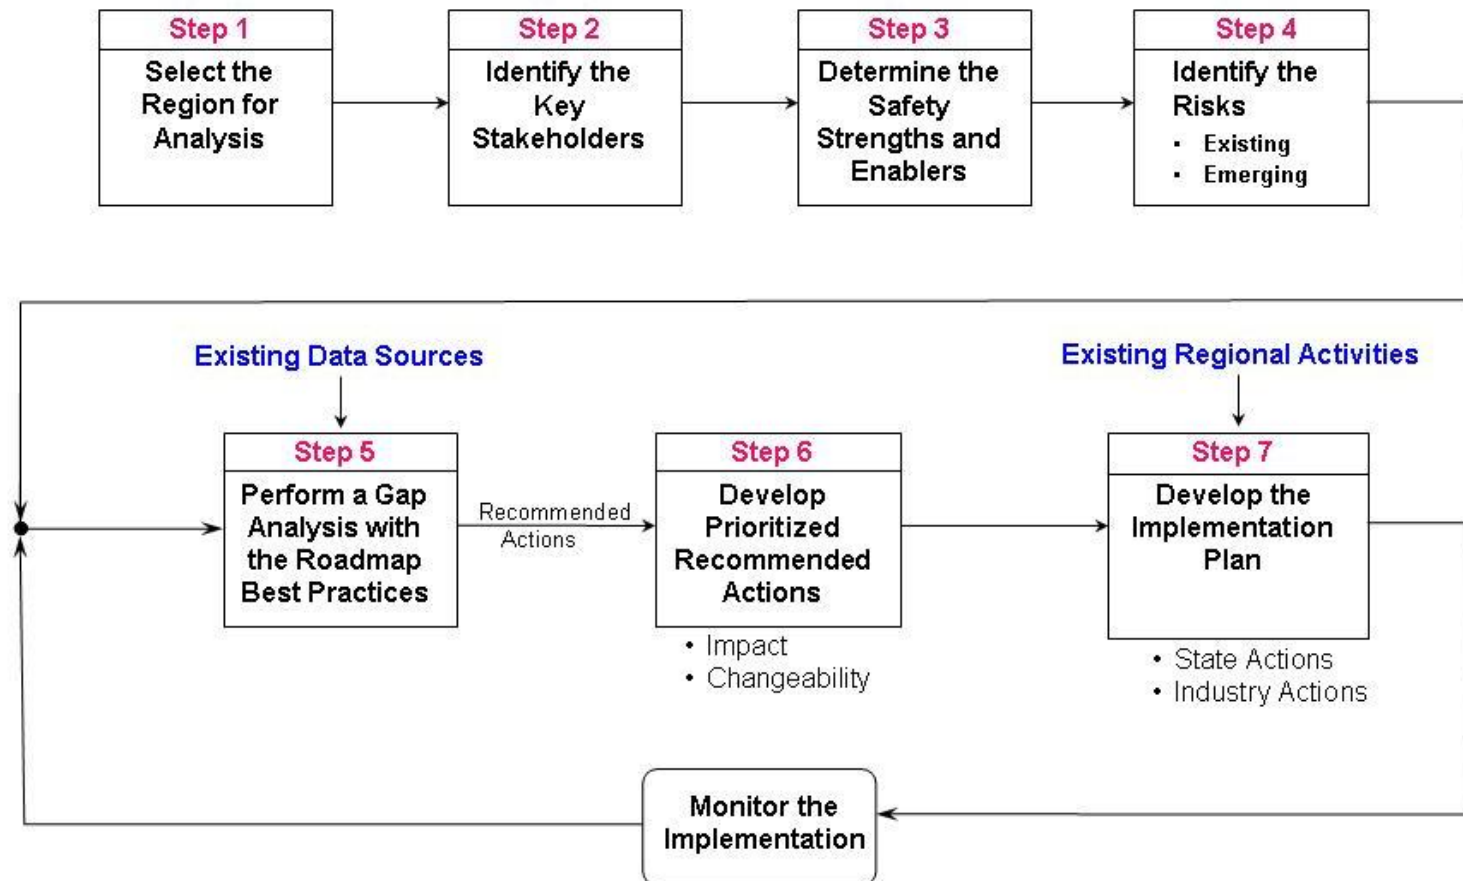 Step 1
Select the
Region for
Analysis
Step 2
Identify the
Key
Stakeholders
Step 3
Determine the
Safety
Strengths and
Enablers
Step 4
Identify the
Risks
▪ Existing
▪ Emerging
Existing Data Sources
Existing Regional Activities
Step 5
Perform a Gap
Analysis with
the Roadmap
Best Practices
Recommended
Actions
Step 6
Develop
Prioritized
Recommended
Actions
• Impact
• Changeability
Step 7
Develop the
Implementation
Plan
• State Actions
• Industry Actions
Monitor the
Implementation